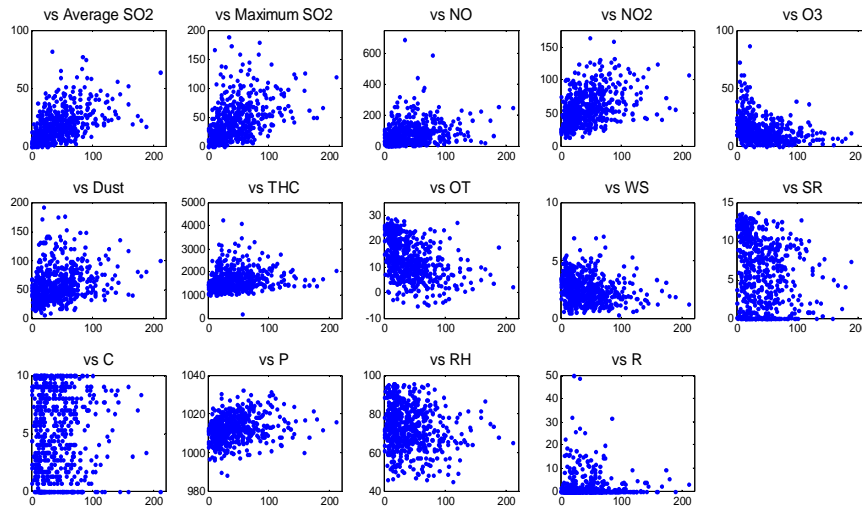 vs Average SO2 vs Maximum SO2 vs NO vs NO2 vs O3
100 200 600 150 100
50 150 400 100 50
0 100 200 50 0
50 0 0
0
0 100 200 0 100 200 0 100 200 0 100 200 0 100 200
vs Dust vs THC vs OT vs WS vs SR
200 5000 30 10 15
150 4000 20 10
100 3000 10 5 5
50 2000 0 0 0
0 1000 -10
0
0 100 200 0 100 200 0 100 200 0 100 200 0 100 200
vs C vs P vs RH vs R
10 1040 100 50
5 1020 80 40
0 1000 60 30
980 40 20
10
0
0 100 200 0 100 200 0 100 200 0 100 200